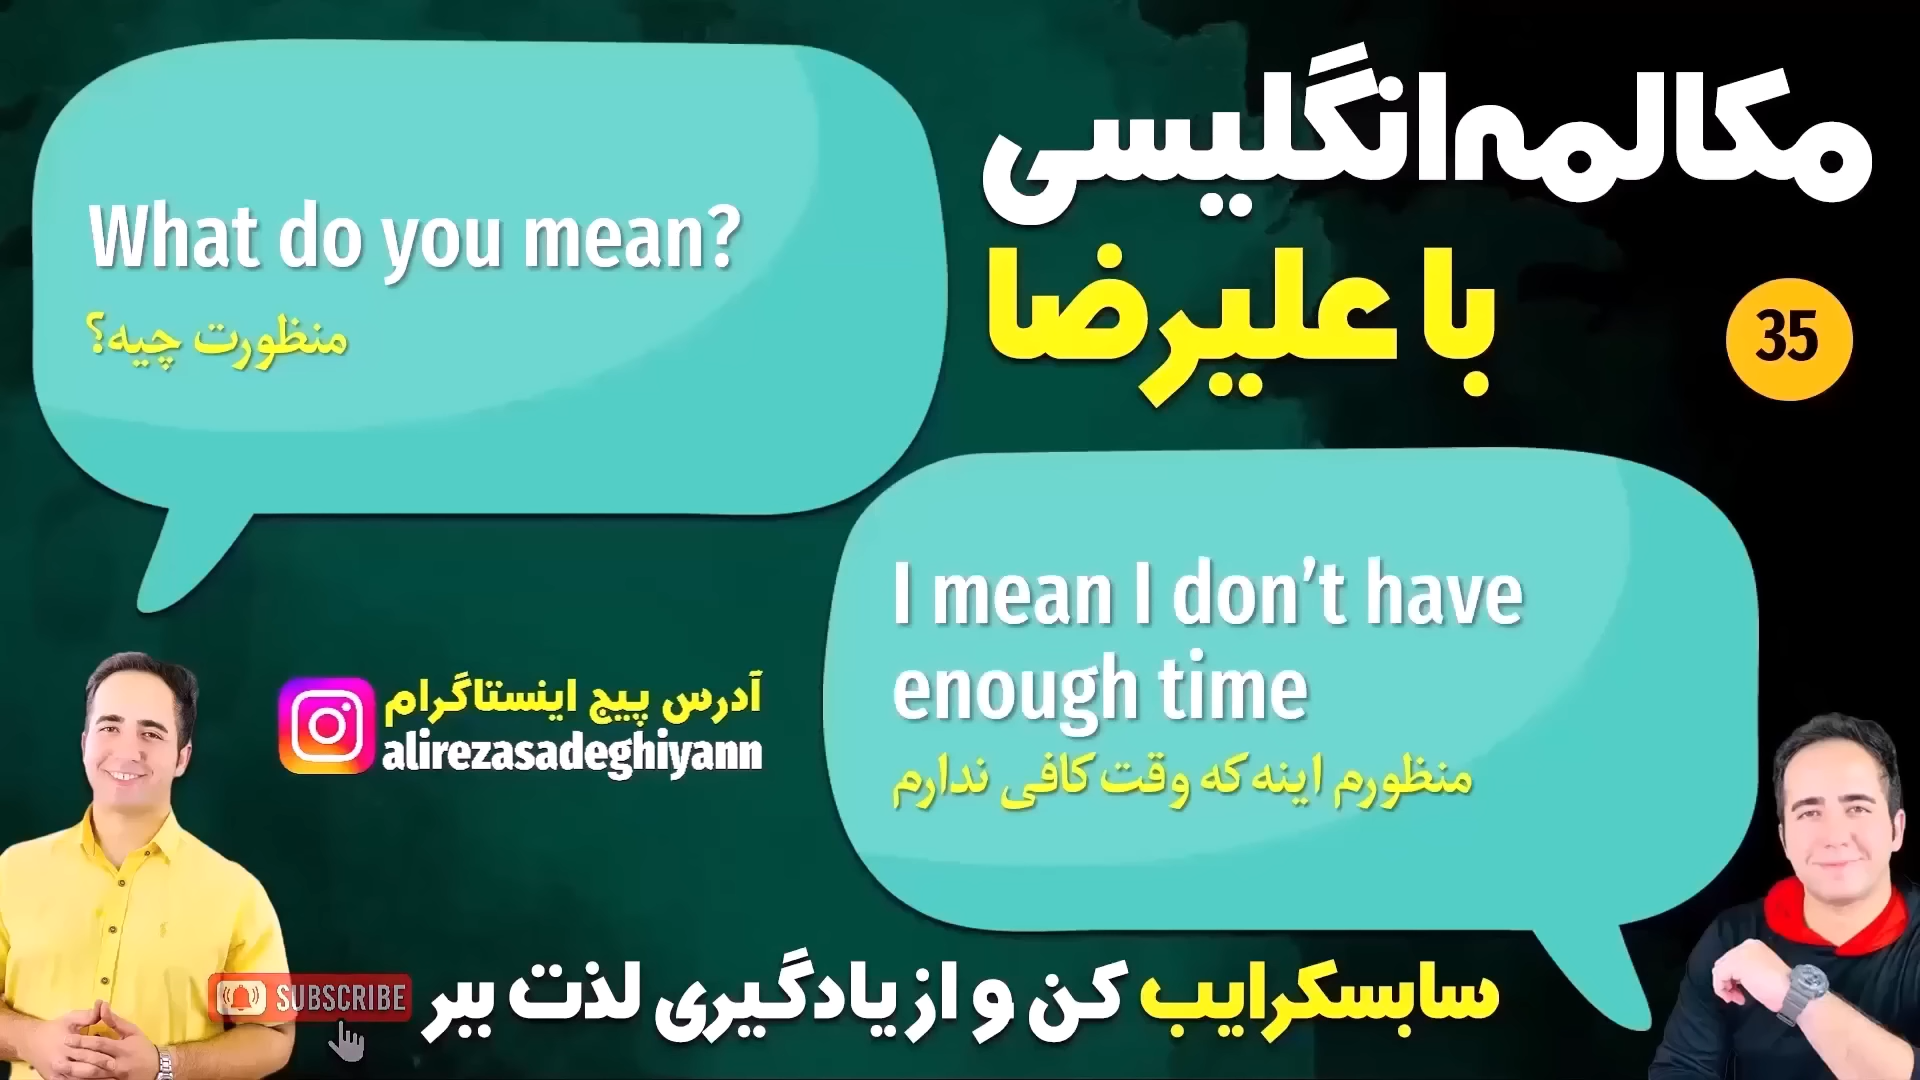 مکالمه انگلیسی
با علیرضا
35
What do you mean?
منظورت چیه؟
I mean I don't have
enough time
منظورم اینه که وقت کافی ندارم
آدرس پیج اینستاگرام
alirezasadeghiyann
سابسکرایب کن و از یادگیری لذت ببر
SUBSCRIBE